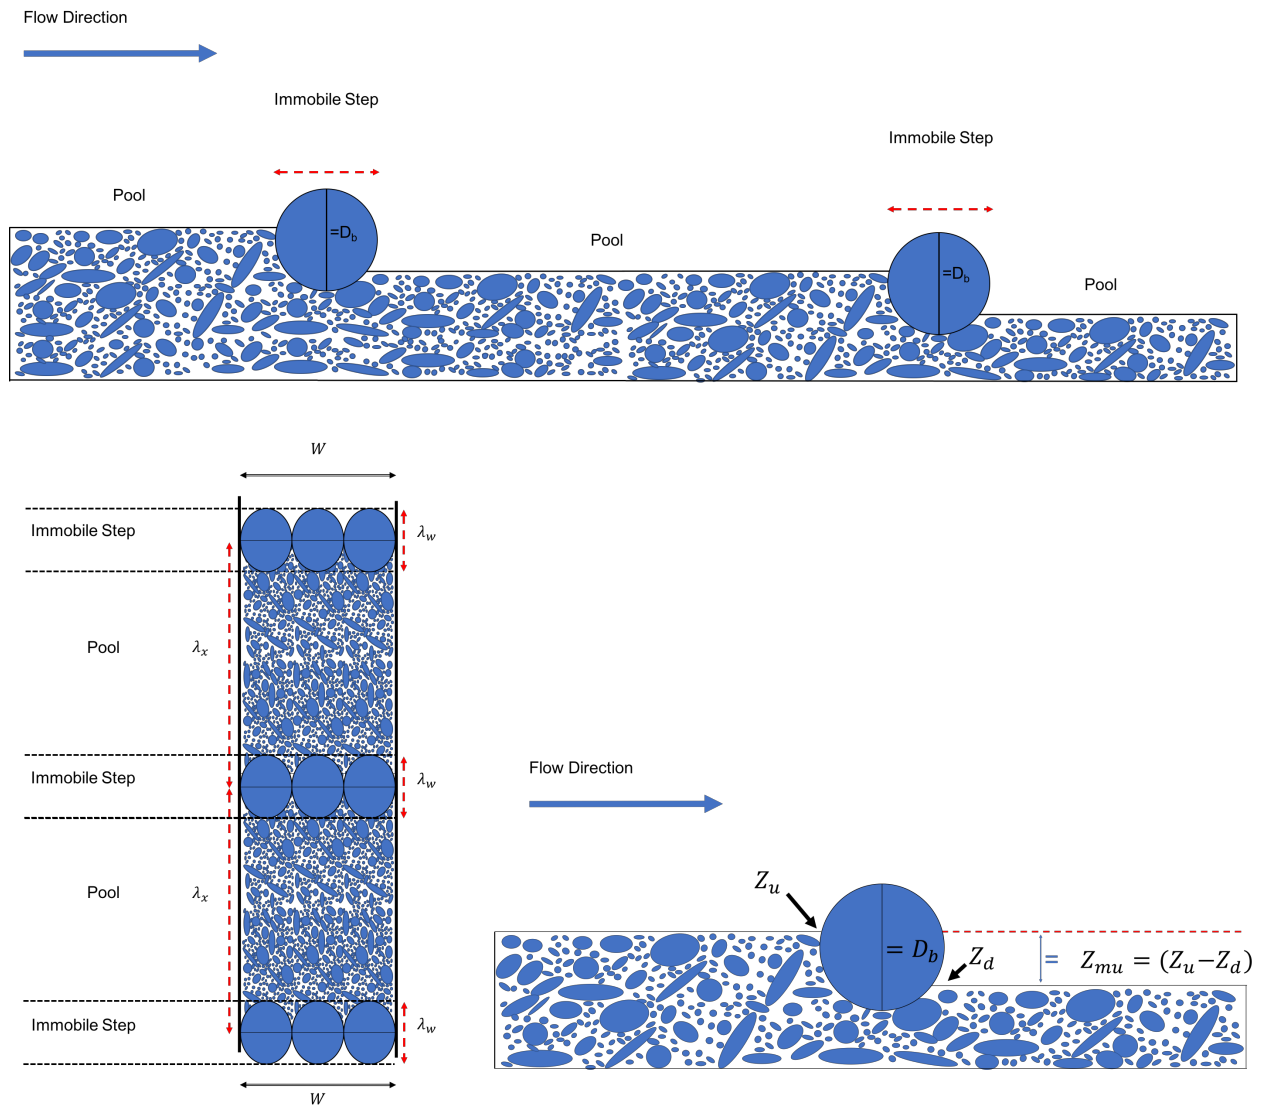 Flow Direction
Immobile Step
Immobile Step
Pool
=D_b
Pool
=D_b
Pool
W
Immobile Step
λ_w
Pool
λ_x
Immobile Step
λ_w
Pool
λ_x
Immobile Step
λ_w
W
Flow Direction
Z_u
= D_b
Z_d
= Z_mu = (Z_u−Z_d)